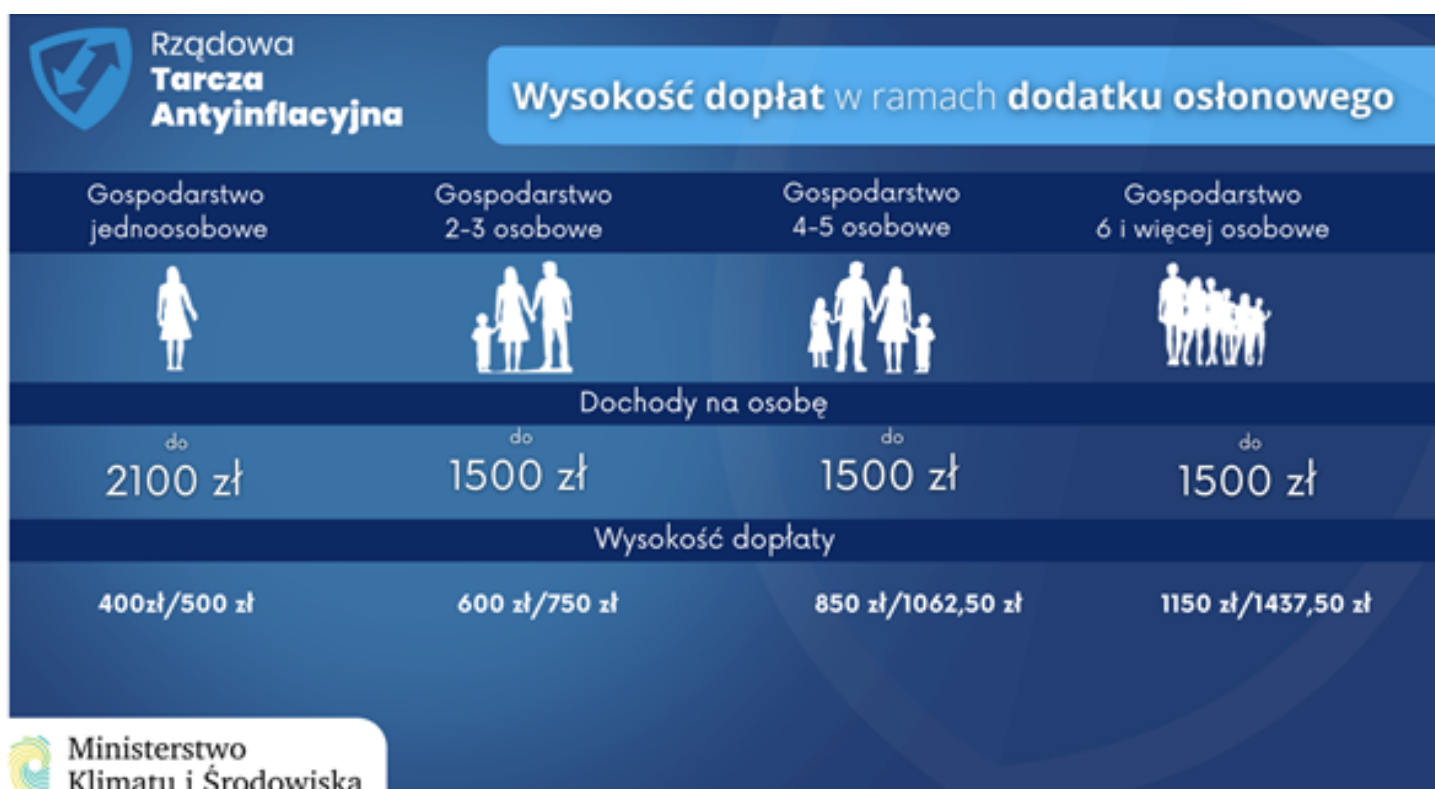 Rządowa
Tarcza
Antyinflacyjna
Wysokość dopłat w ramach dodatku osłonowego
Gospodarstwo
jednoosobowe
Gospodarstwo
2-3 osobowe
Gospodarstwo
4-5 osobowe
Gospodarstwo
6 i więcej osobowe
Dochody na osobę
do
2100 zł
do
1500 zł
do
1500 zł
do
1500 zł
Wysokość dopłaty
400zł/500 zł
600 zł/750 zł
850 zł/1062,50 zł
1150 zł/1437,50 zł
Ministerstwo
Klimatu i Środowiska